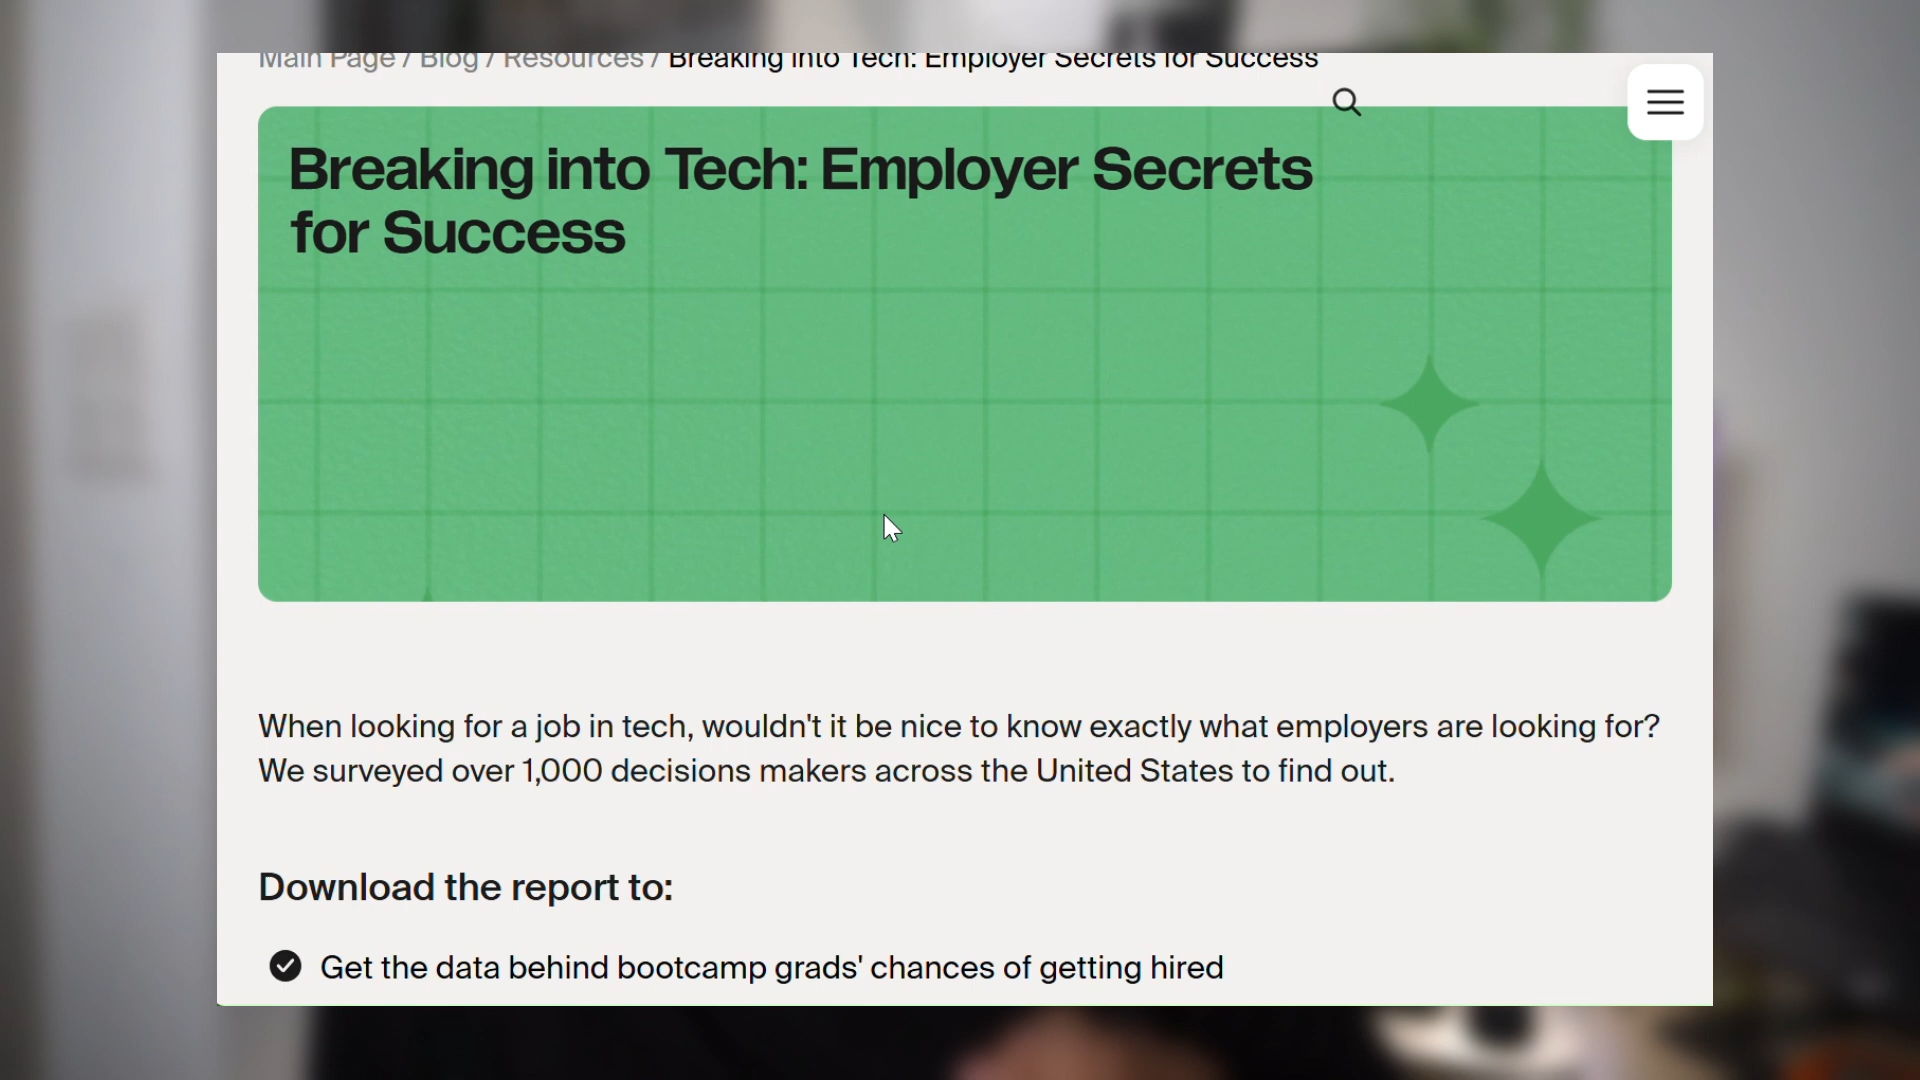 Main Page / Blog / Resources / Breaking into Tech: Employer Secrets for Success
Breaking into Tech: Employer Secrets
for Success
When looking for a job in tech, wouldn't it be nice to know exactly what employers are looking for?
We surveyed over 1,000 decisions makers across the United States to find out.
Download the report to:
Get the data behind bootcamp grads' chances of getting hired